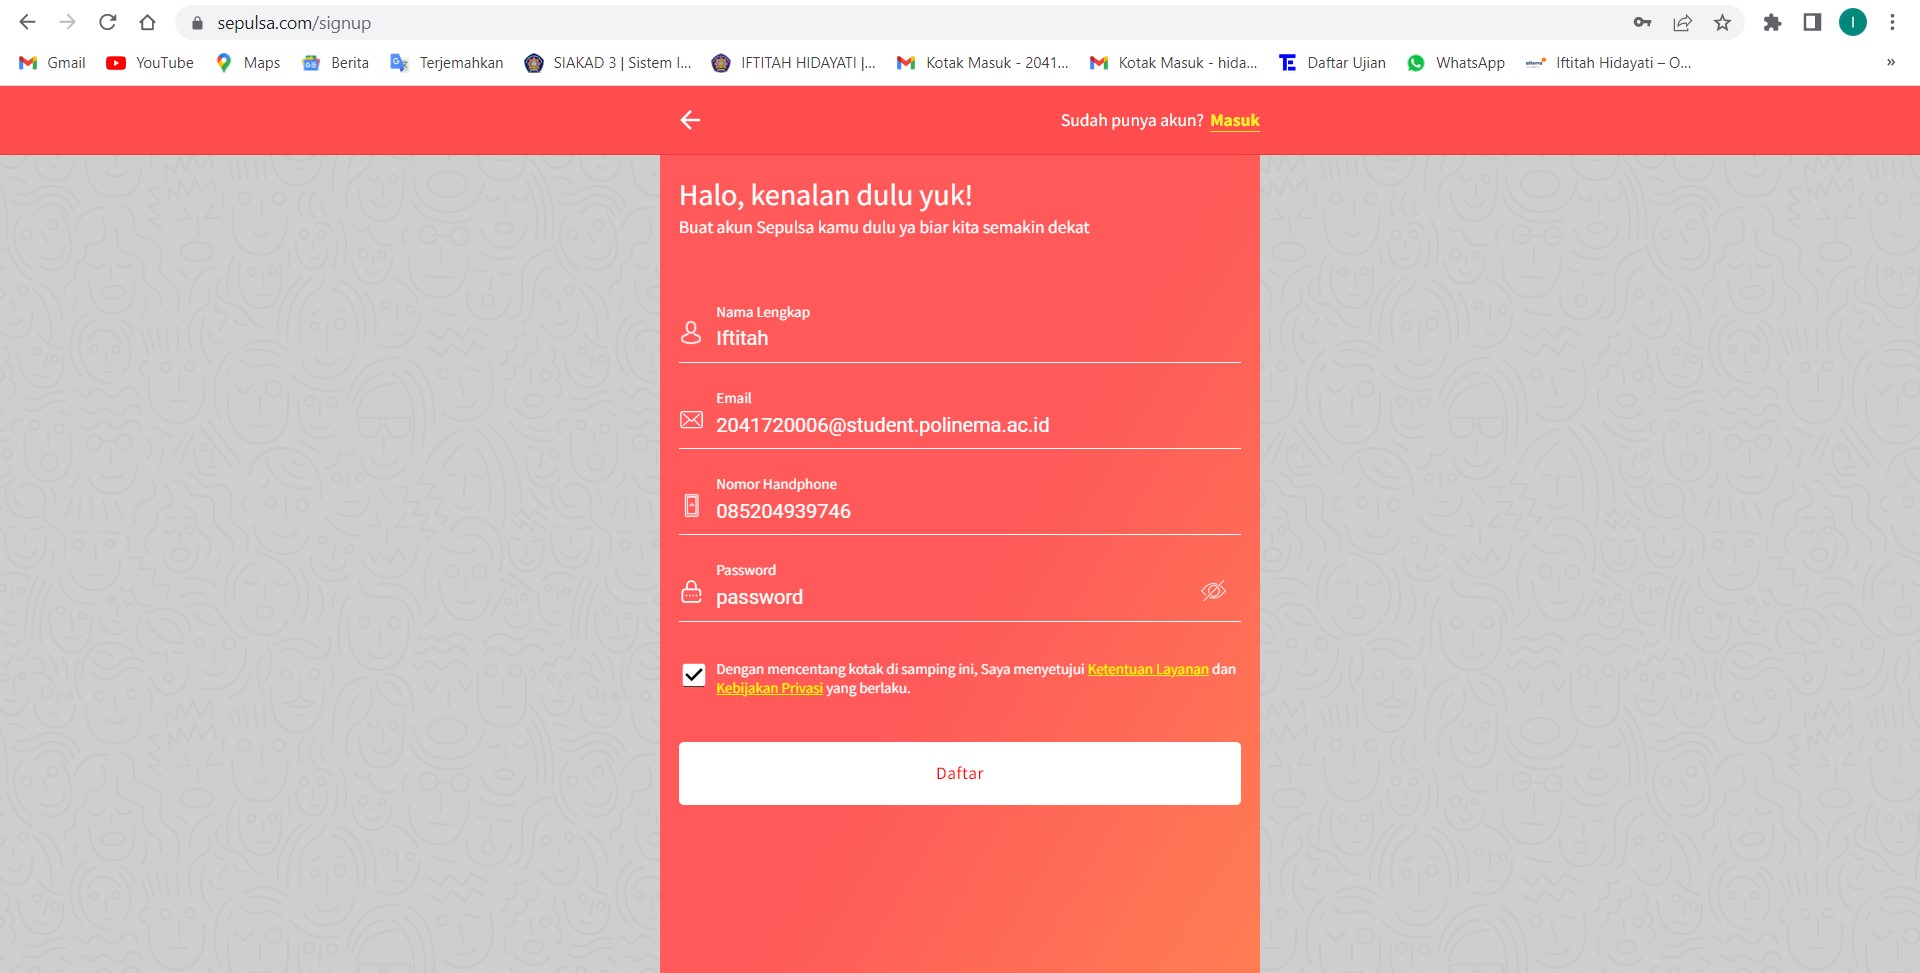 sepulsa.com/signup
I
Gmail YouTube Maps Berita Terjemahkan SIAKAD 3 | Sistem I... IFTITAH HIDAYATI |... Kotak Masuk - 2041... Kotak Masuk - hida... Daftar Ujian WhatsApp Iftitah Hidayati – O... »
Sudah punya akun? Masuk
Halo, kenalan dulu yuk!
Buat akun Sepulsa kamu dulu ya biar kita semakin dekat
Nama Lengkap
Iftitah
Email
2041720006@student.polinema.ac.id
Nomor Handphone
085204939746
Password
password
Dengan mencentang kotak di samping ini, Saya menyetujui Ketentuan Layanan dan
Kebijakan Privasi yang berlaku.
Daftar